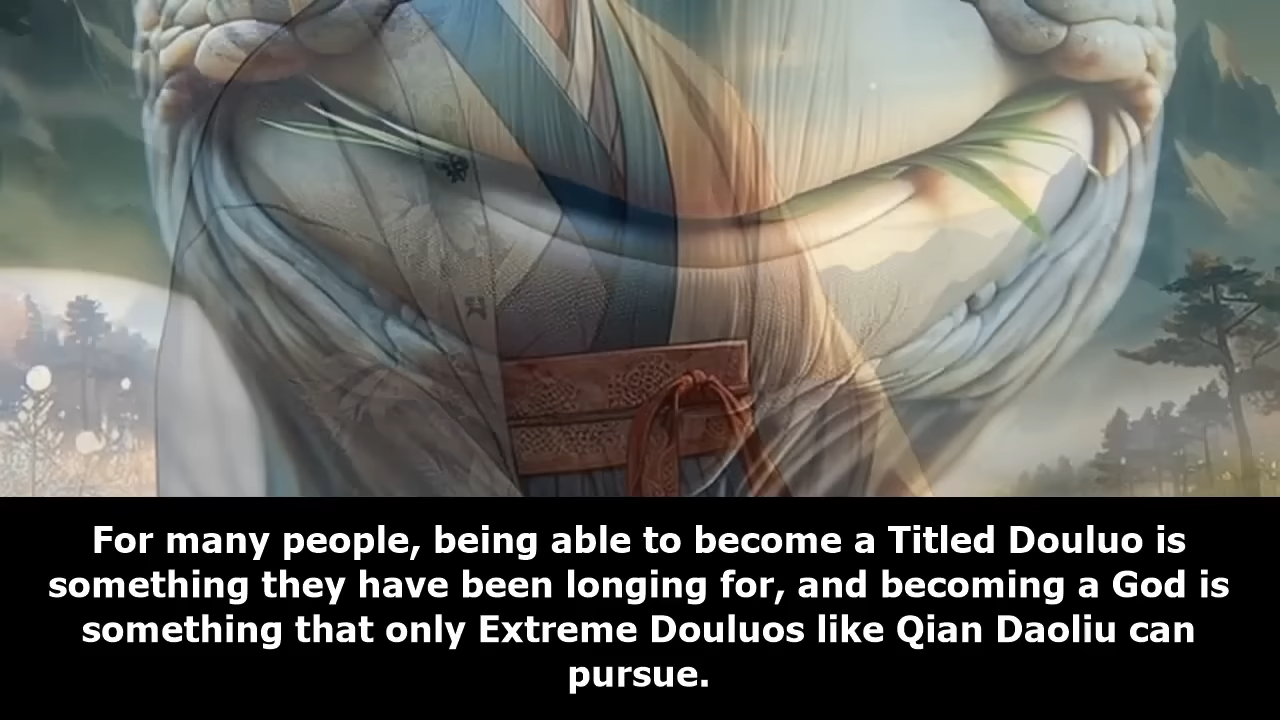 For many people, being able to become a Titled Douluo is
something they have been longing for, and becoming a God is
something that only Extreme Douluos like Qian Daoliu can
pursue.